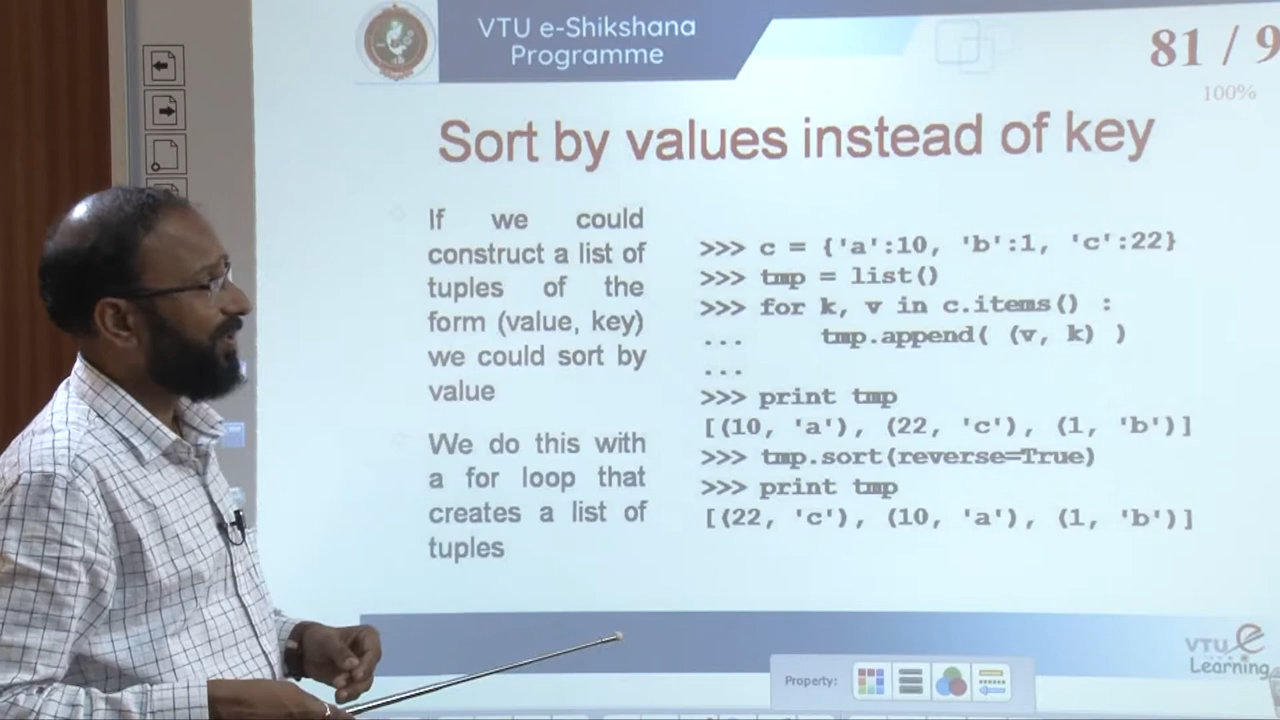 VTU e-Shikshana
Programme
81 / 9
100%
Sort by values instead of key
If we could
construct a list of
tuples of the
form (value, key)
we could sort by
value
We do this with
a for loop that
creates a list of
tuples
>>> c = {'a':10, 'b':1, 'c':22}
>>> tmp = list()
>>> for k, v in c.items() :
... tmp.append( (v, k) )
...
>>> print tmp
[(10, 'a'), (22, 'c'), (1, 'b')]
>>> tmp.sort(reverse=True)
>>> print tmp
[(22, 'c'), (10, 'a'), (1, 'b')]
VTU e
Learning
Property: